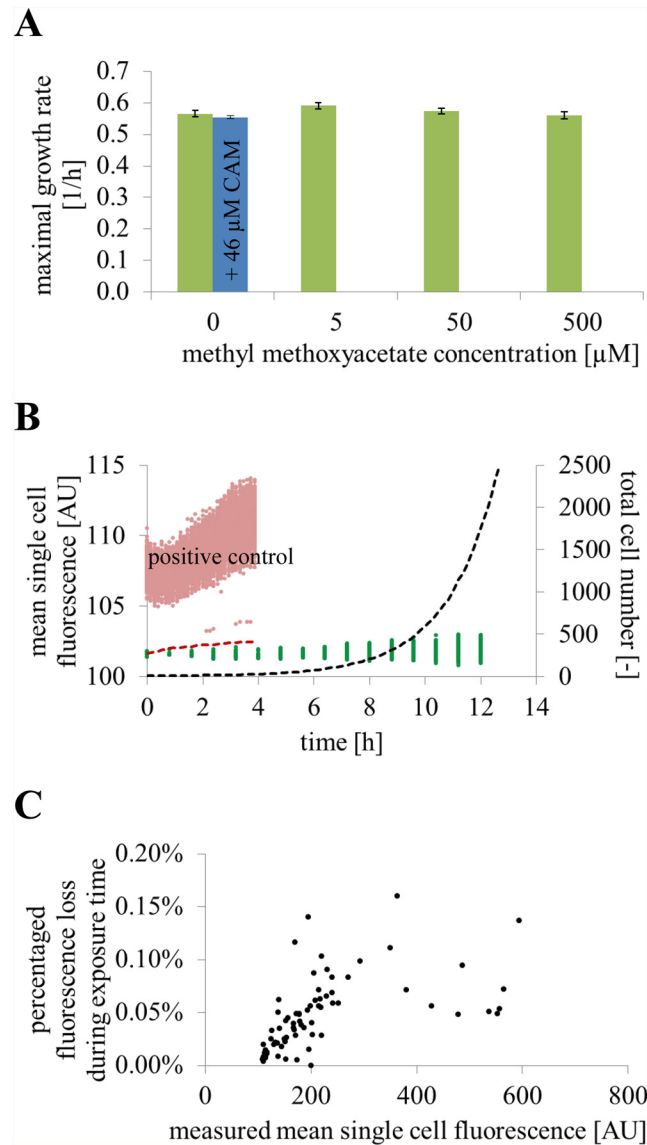 A
maximal growth rate
[1/h]
0.7
0.6
0.5
0.4
0.3
0.2
0.1
0.0
+ 46 µM CAM
0 5 50 500
methyl methoxyacetate concentration [µM]
B
mean single cell
fluorescence [AU]
115
110
105
100
positive control
2500
2000
1500
1000
500
0
total cell number [-]
0 2 4 6 8 10 12 14
time [h]
C
percentaged
fluorescence loss
during exposure time
0.20%
0.15%
0.10%
0.05%
0.00%
0 200 400 600 800
measured mean single cell fluorescence [AU]